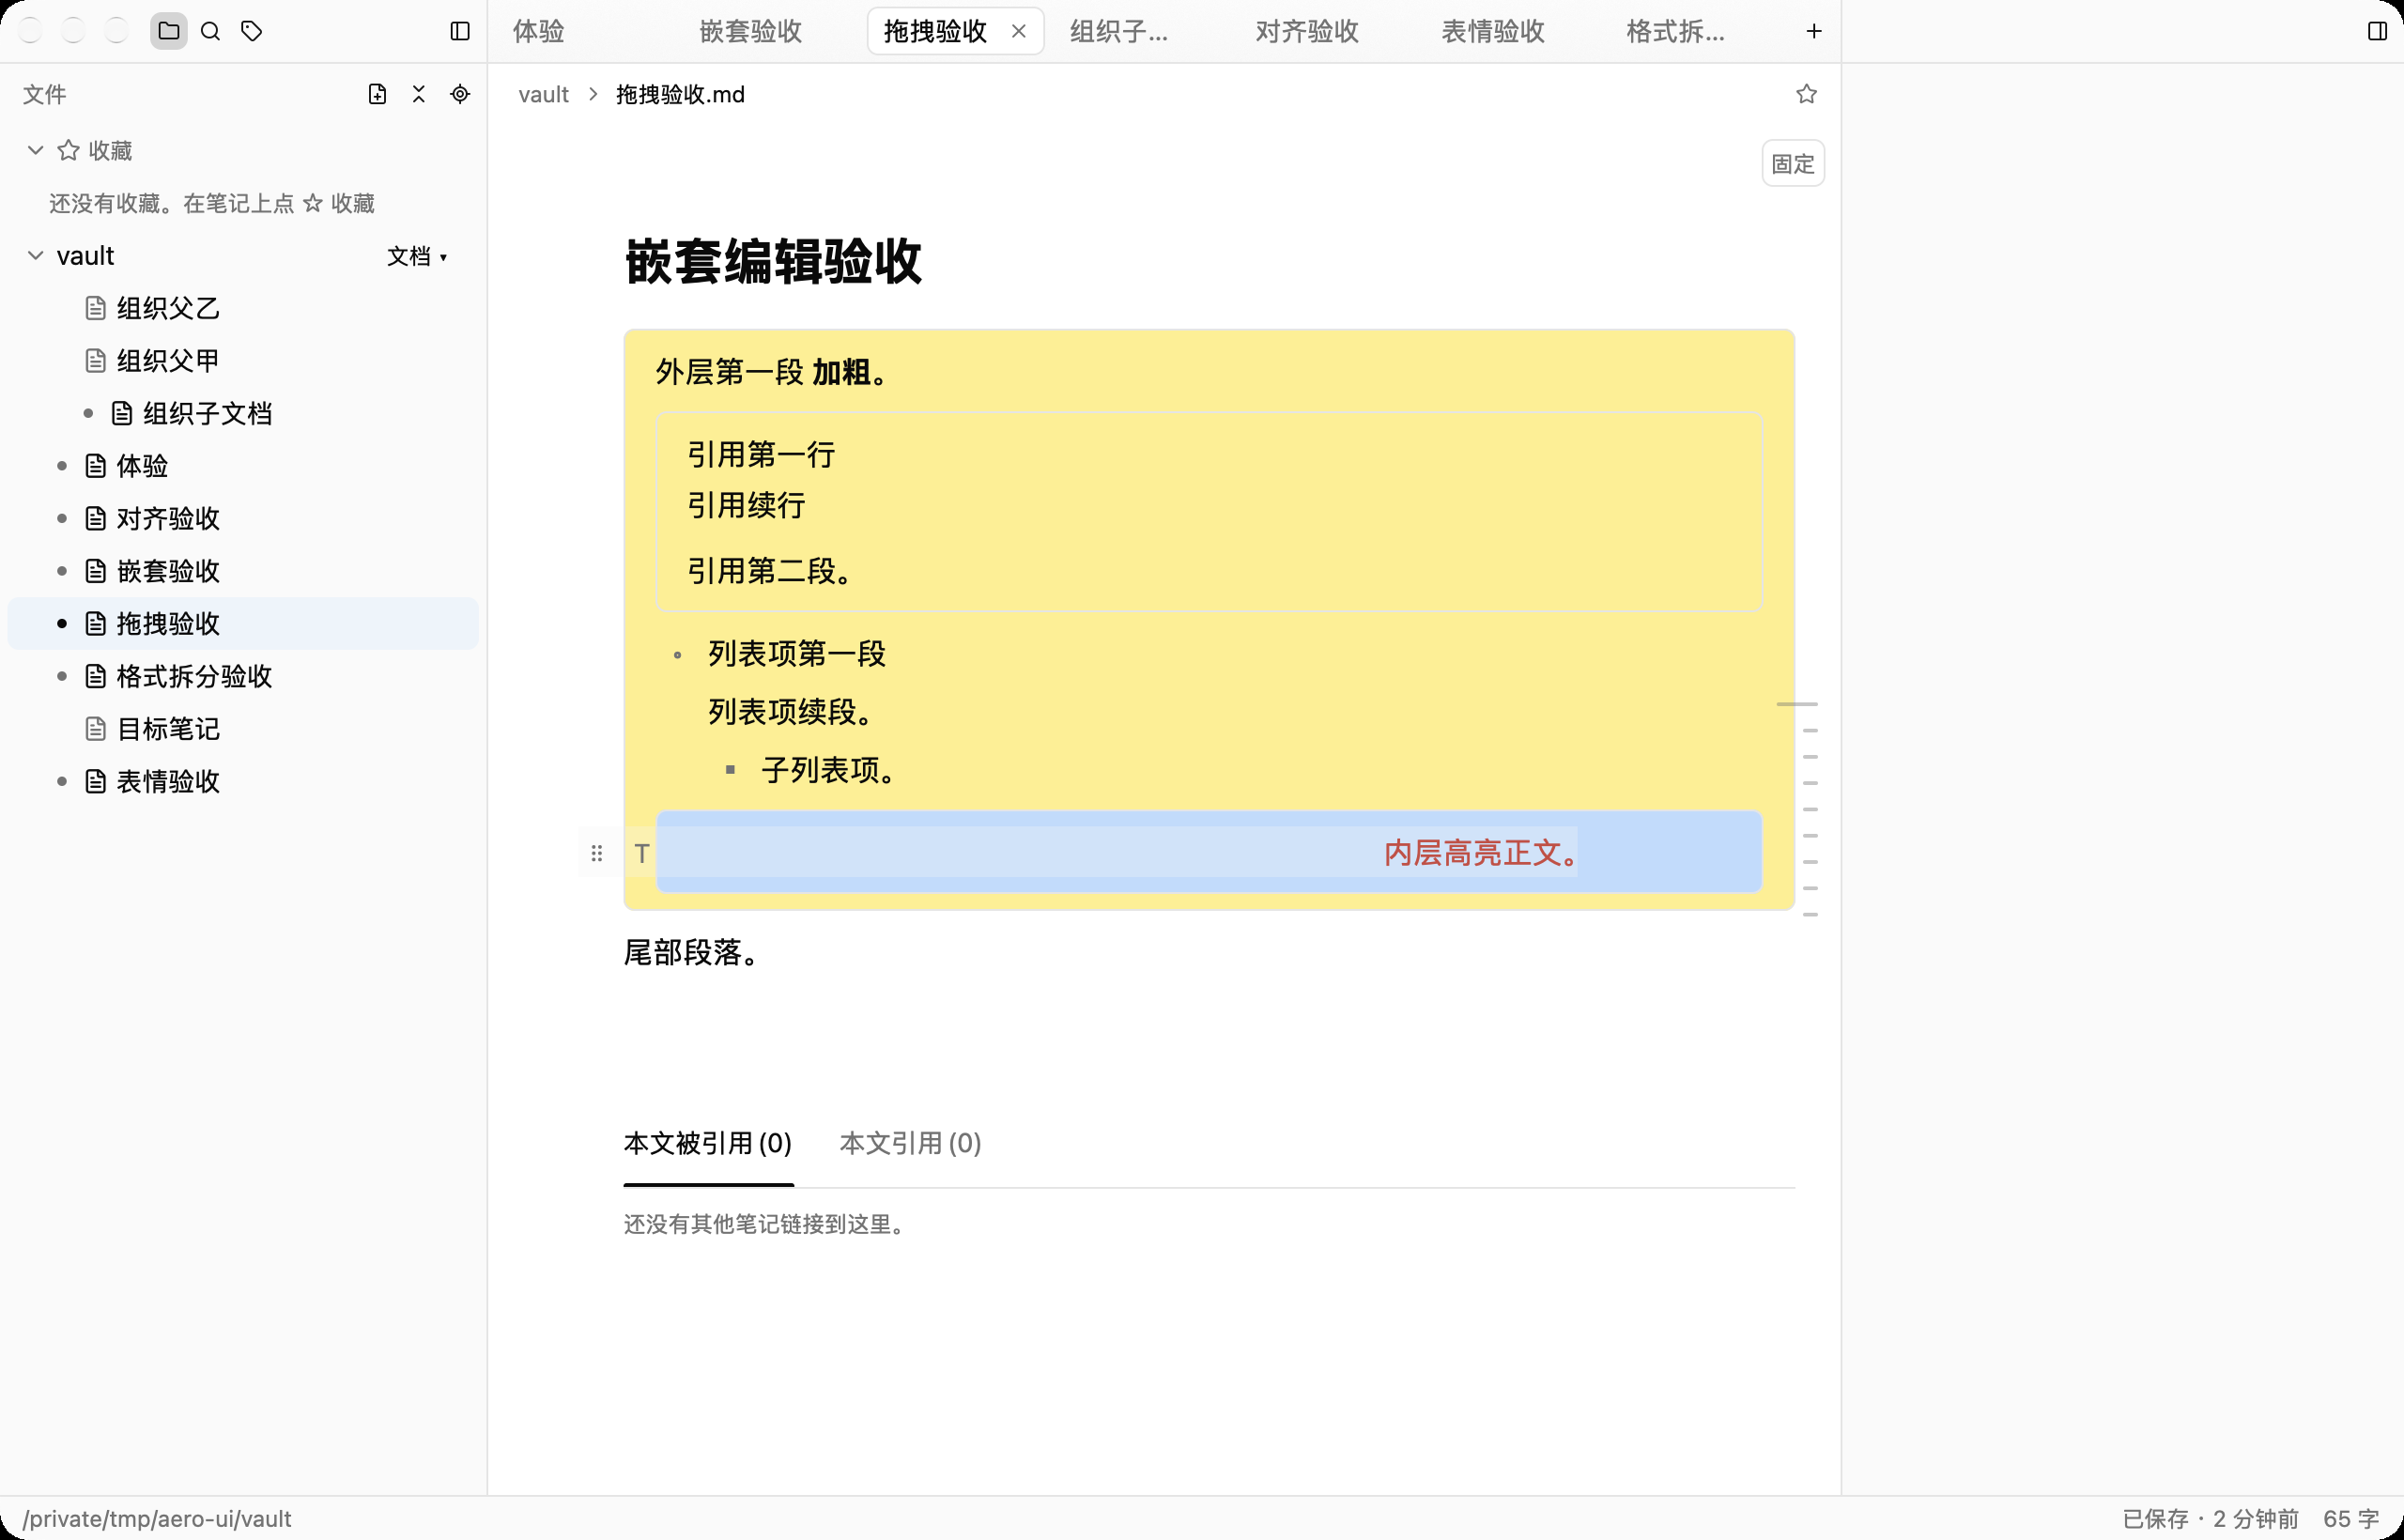 体验
嵌套验收
拖拽验收
组织子...
对齐验收
表情验收
格式拆...
文件
vault > 拖拽验收.md
收藏
固定
还没有收藏。在笔记上点 ☆ 收藏
vault
文档
组织父乙
组织父甲
组织子文档
体验
对齐验收
嵌套验收
拖拽验收
格式拆分验收
目标笔记
表情验收
嵌套编辑验收
外层第一段 加粗。
引用第一行
引用续行
引用第二段。
列表项第一段
列表项续段。
子列表项。
T
内层高亮正文。
尾部段落。
本文被引用 (0)
本文引用 (0)
还没有其他笔记链接到这里。
/private/tmp/aero-ui/vault
已保存 · 2 分钟前
65 字